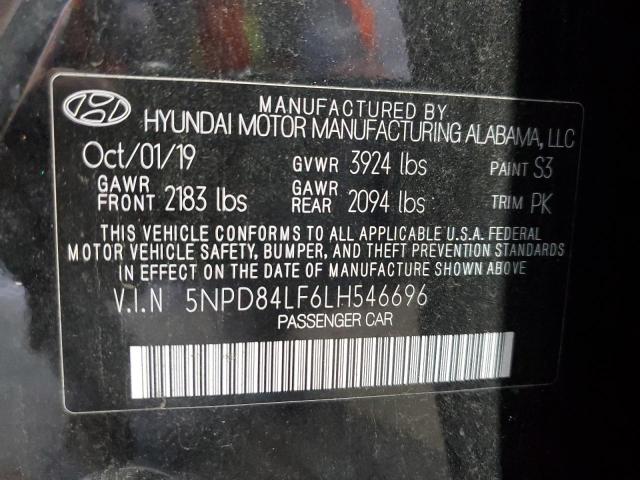 MANUFACTURED BY
HYUNDAI MOTOR MANUFACTURING ALABAMA, LLC
Oct/01/19 GVWR 3924 lbs PAINT S3
GAWR FRONT 2183 lbs GAWR REAR 2094 lbs TRIM PK
THIS VEHICLE CONFORMS TO ALL APPLICABLE U.S.A. FEDERAL
MOTOR VEHICLE SAFETY, BUMPER, AND THEFT PREVENTION STANDARDS
IN EFFECT ON THE DATE OF MANUFACTURE SHOWN ABOVE
V.I.N 5NPD84LF6LH546696
PASSENGER CAR